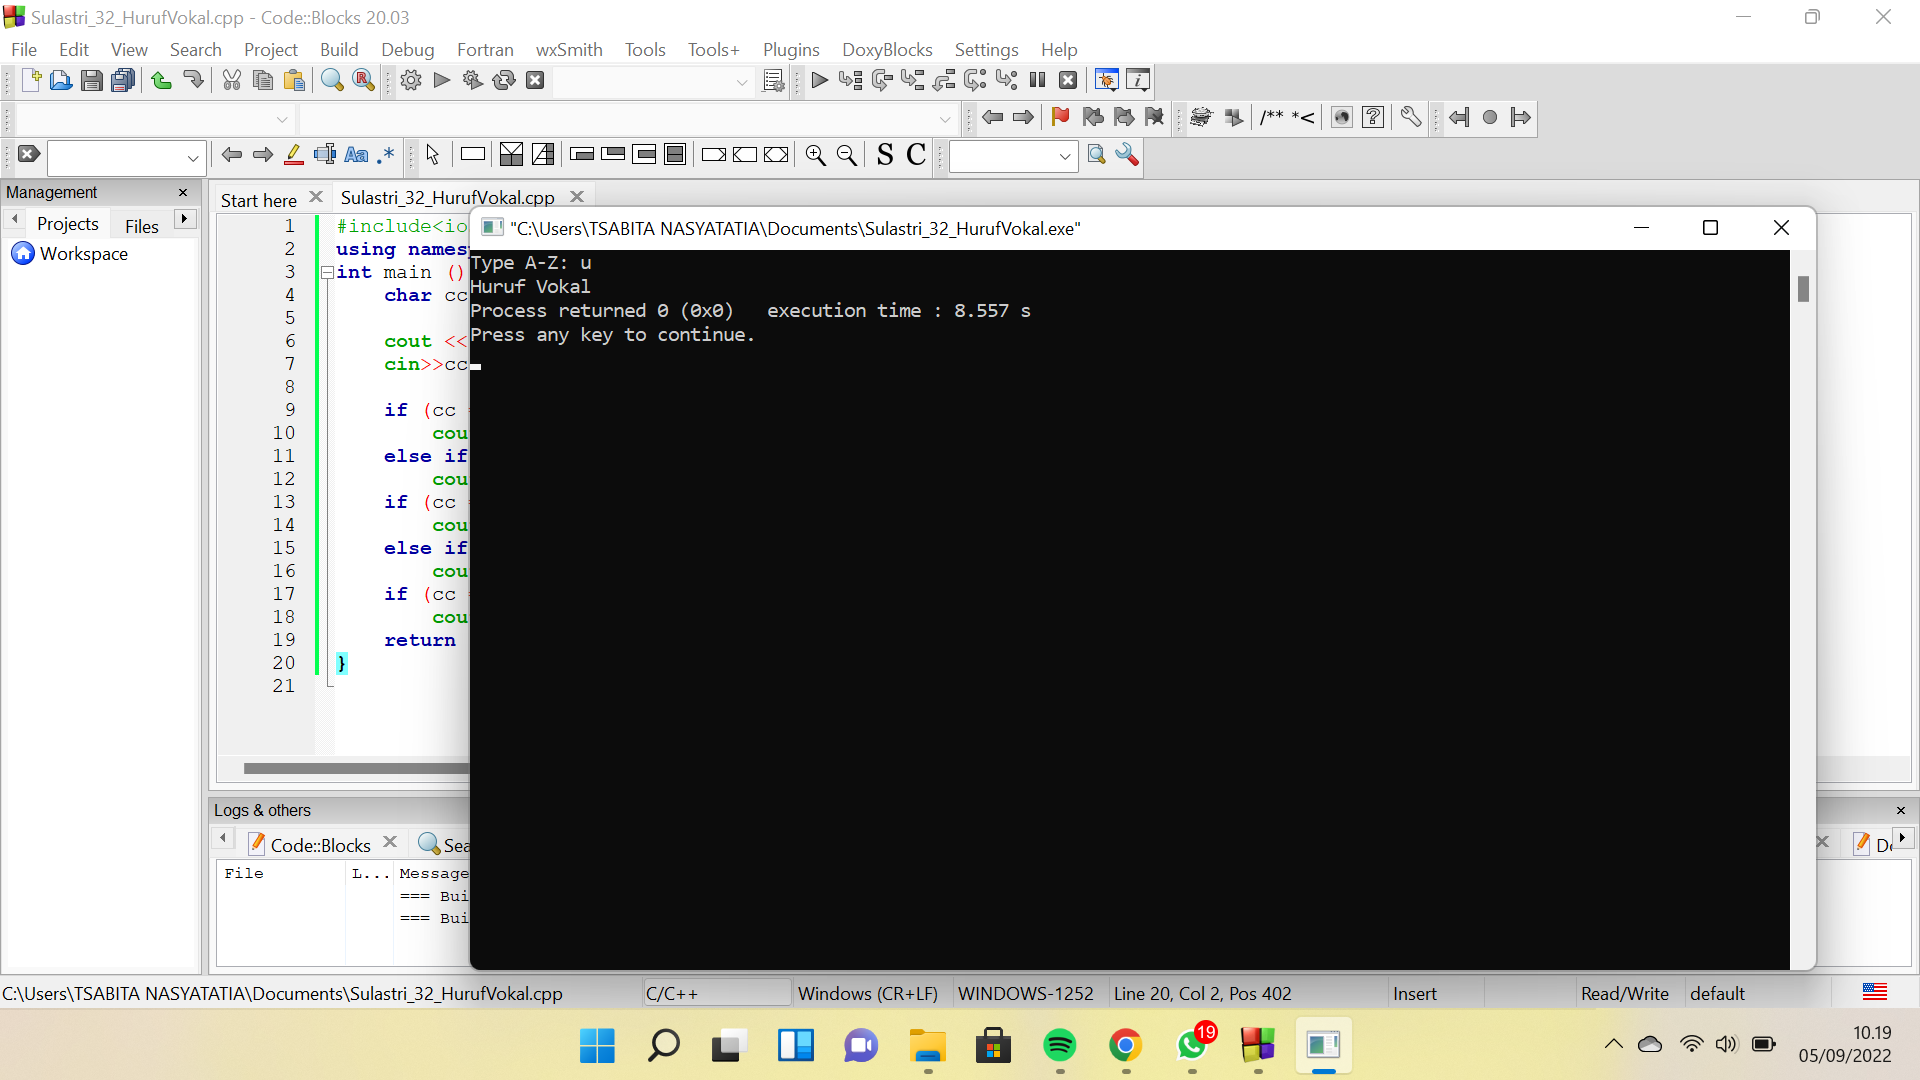 Sulastri_32_HurufVokal.cpp - Code::Blocks 20.03
File Edit View Search Project Build Debug Fortran wxSmith Tools Tools+ Plugins DoxyBlocks Settings Help
/** *<
Aa .* S C
Management
Projects Files
Workspace
Start here Sulastri_32_HurufVokal.cpp
"C:\Users\TSABITA NASYATATIA\Documents\Sulastri_32_HurufVokal.exe"
Type A-Z: u
Huruf Vokal
Process returned 0 (0x0)   execution time : 8.557 s
Press any key to continue.
1 #include<io
2 using names
3 int main ()
4 char cc
5
6 cout <<
7 cin>>cc
8
9 if (cc
10 cou
11 else if
12 cou
13 if (cc
14 cou
15 else if
16 cou
17 if (cc
18 cou
19 return
20 }
21
Logs & others
Code::Blocks Sea
File L... Message
=== Bui
=== Bui
C:\Users\TSABITA NASYATATIA\Documents\Sulastri_32_HurufVokal.cpp C/C++ Windows (CR+LF) WINDOWS-1252 Line 20, Col 2, Pos 402 Insert Read/Write default
19
10.19
05/09/2022